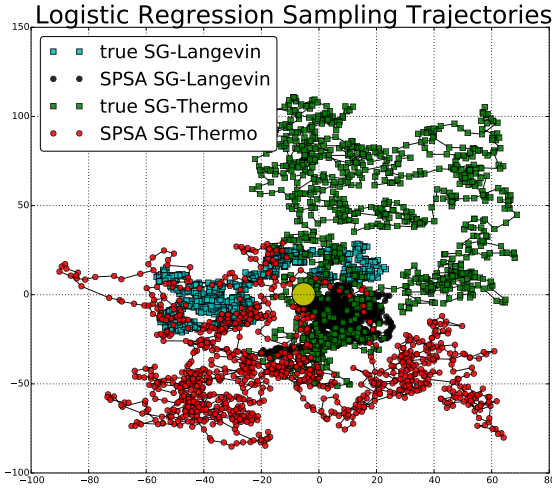 Logistic Regression Sampling Trajectories
true SG-Langevin
SPSA SG-Langevin
true SG-Thermo
SPSA SG-Thermo
150
100
50
0
−50
−100
−100 −80 −60 −40 −20 0 20 40 60 80